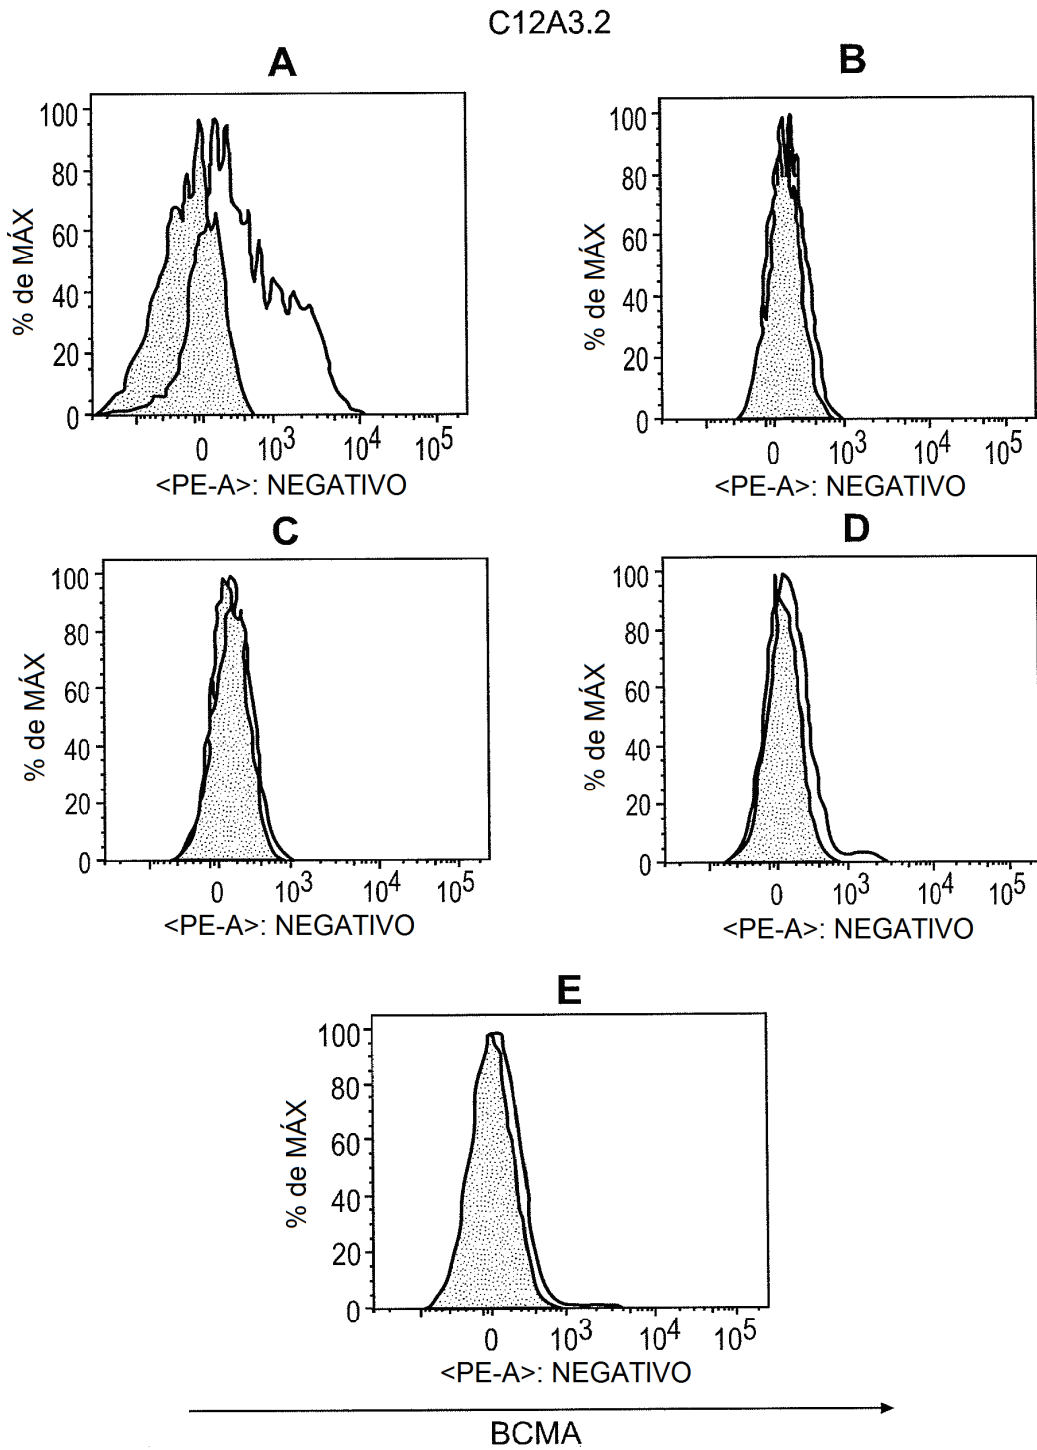 C12A3.2
A
B
100
80
60
40
20
0
% de MÁX
0 10³ 10⁴ 10⁵
<PE-A>: NEGATIVO
100
80
60
40
20
0
% de MÁX
0 10³ 10⁴ 10⁵
<PE-A>: NEGATIVO
C
D
100
80
60
40
20
0
% de MÁX
0 10³ 10⁴ 10⁵
<PE-A>: NEGATIVO
100
80
60
40
20
0
% de MÁX
0 10³ 10⁴ 10⁵
<PE-A>: NEGATIVO
E
100
80
60
40
20
0
% de MÁX
0 10³ 10⁴ 10⁵
<PE-A>: NEGATIVO
BCMA